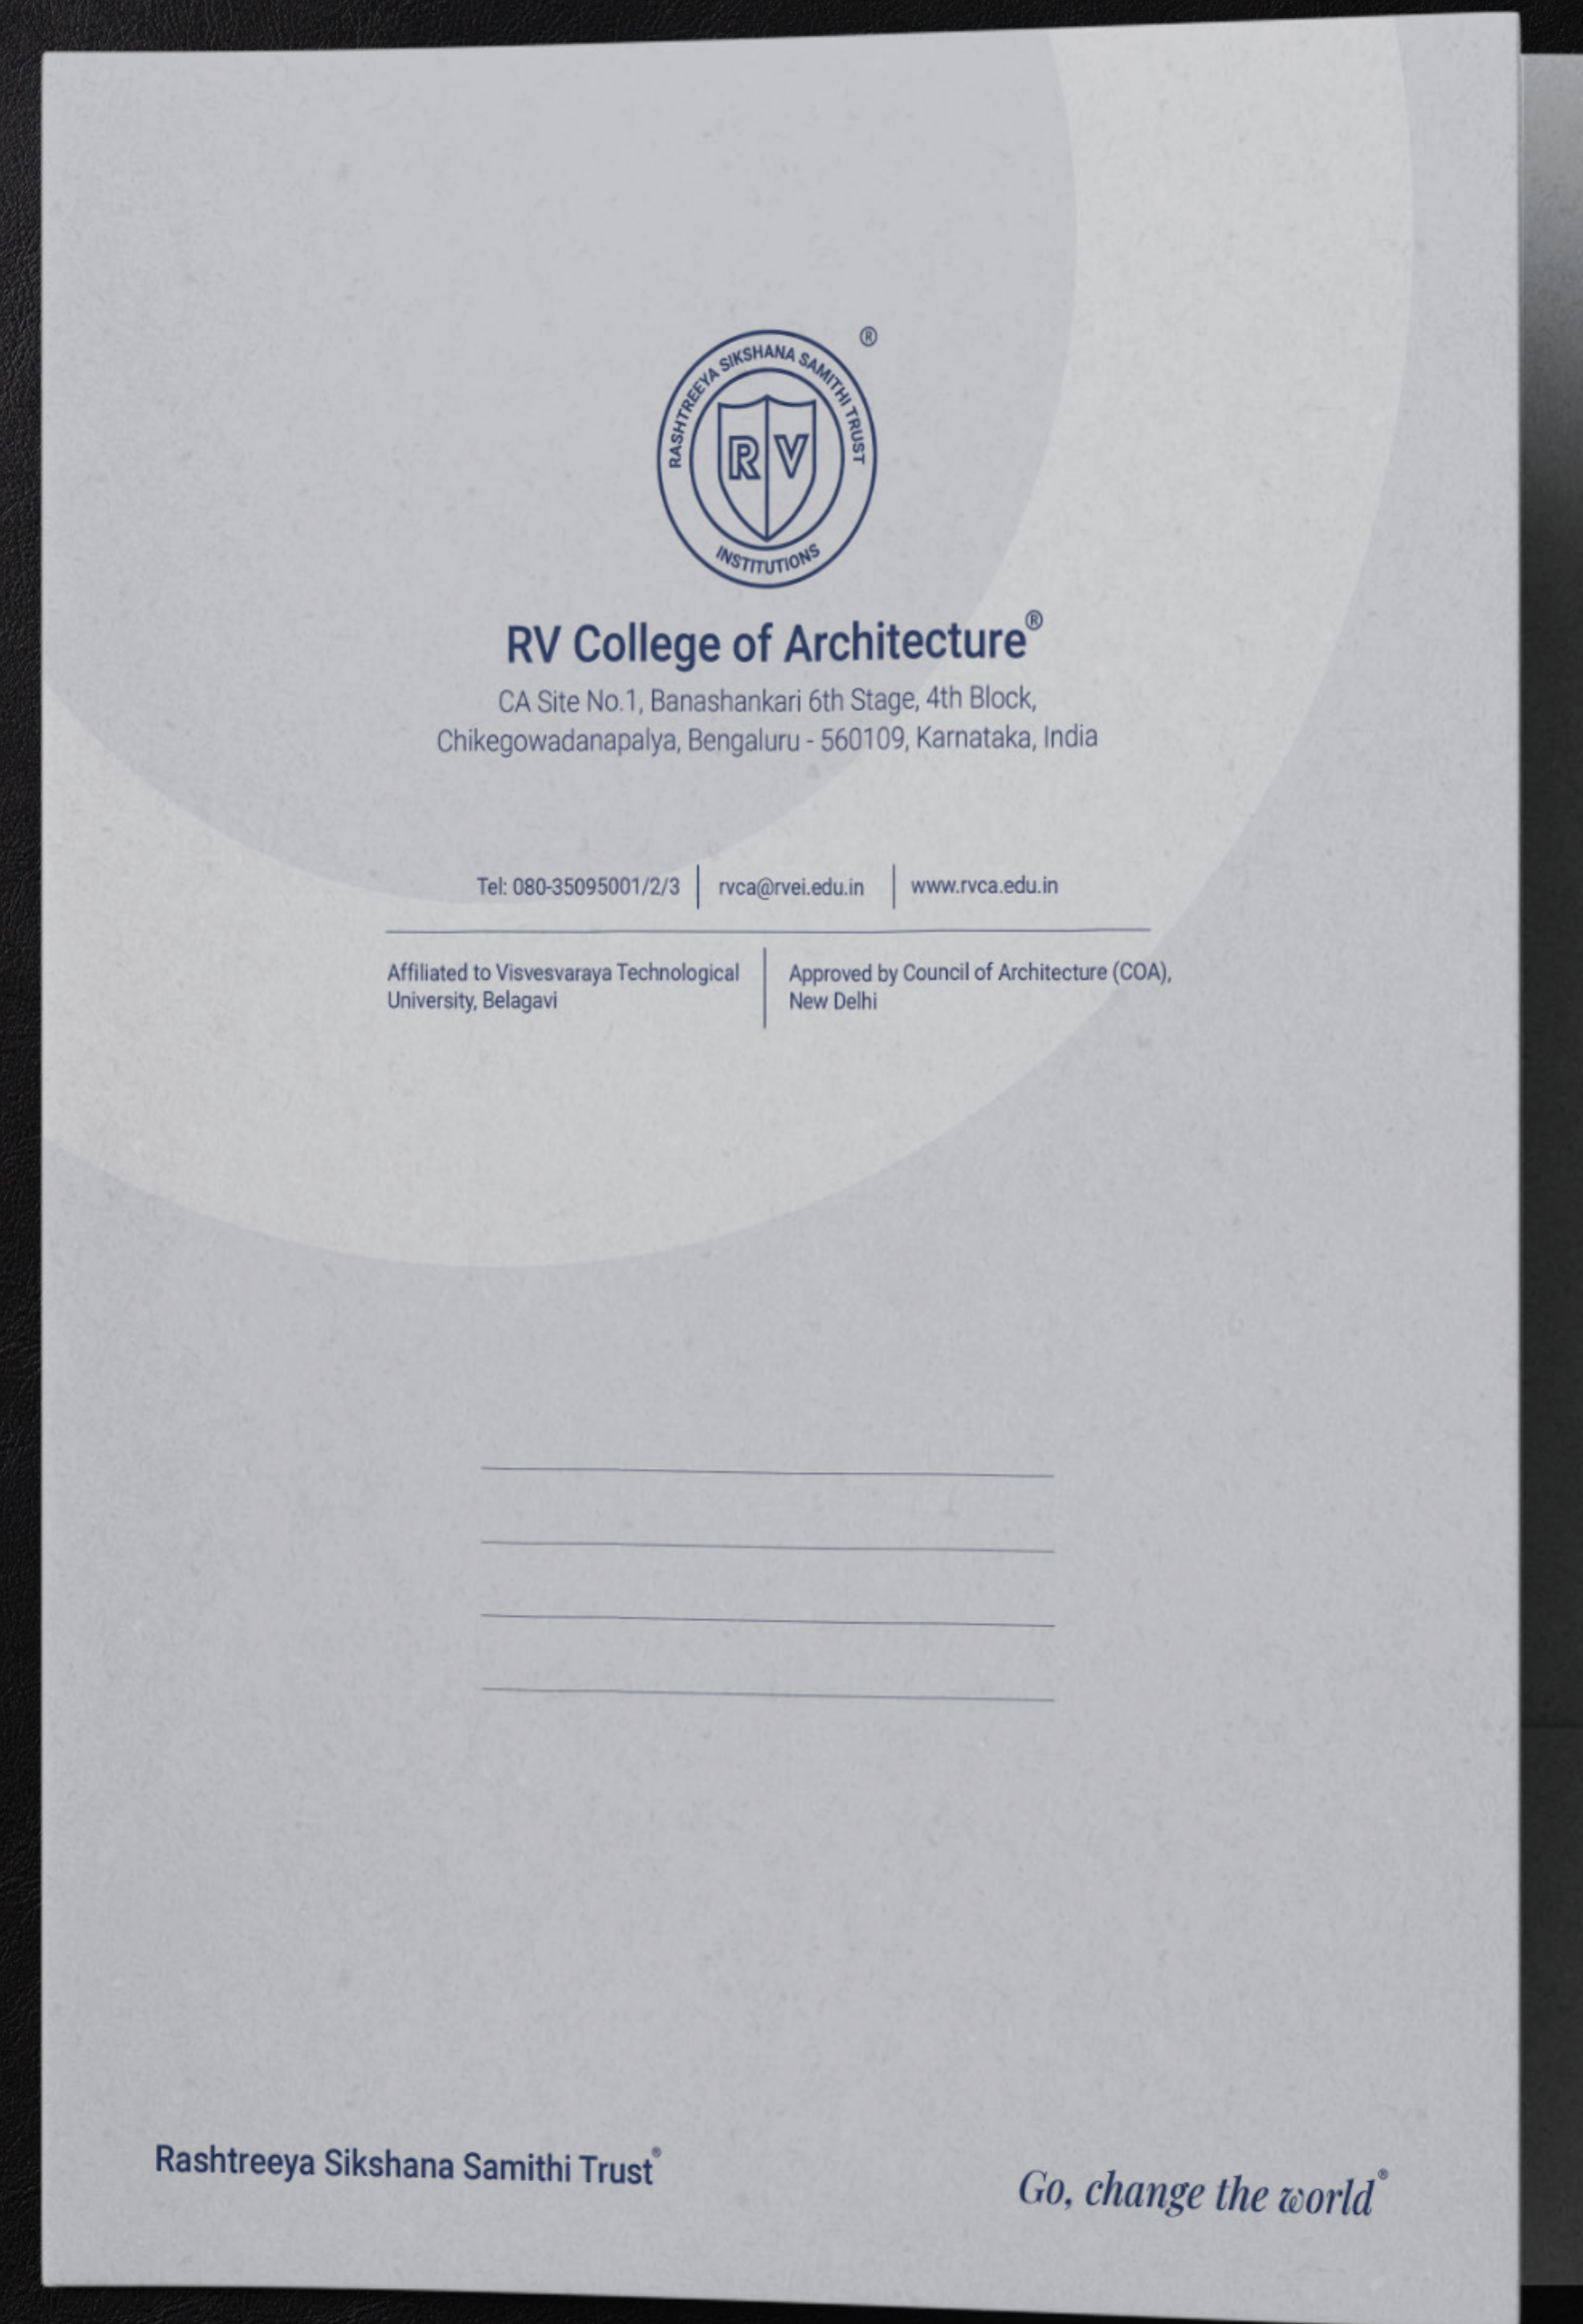 RASHTREEYA SIKSHANA SAMITHI TRUST
®
RV
INSTITUTIONS
RV College of Architecture®
CA Site No.1, Banashankari 6th Stage, 4th Block,
Chikegowadanapalya, Bengaluru - 560109, Karnataka, India
Tel: 080-35095001/2/3 | rvca@rvei.edu.in | www.rvca.edu.in
Affiliated to Visvesvaraya Technological
University, Belagavi
Approved by Council of Architecture (COA),
New Delhi
Rashtreeya Sikshana Samithi Trust®
Go, change the world®